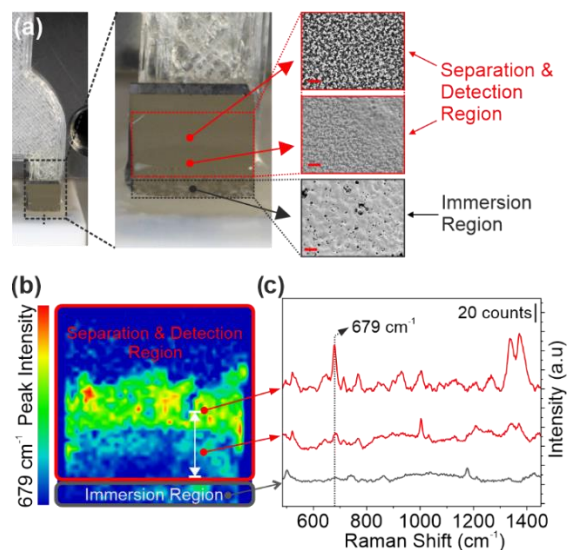 (a)
Separation &
Detection
Region
Immersion
Region
(b)
679 cm⁻¹ Peak Intensity
Separation & Detection
Region
Immersion Region
(c)
679 cm⁻¹
20 counts
Intensity (a.u)
600 800 1000 1200 1400
Raman Shift (cm⁻¹)